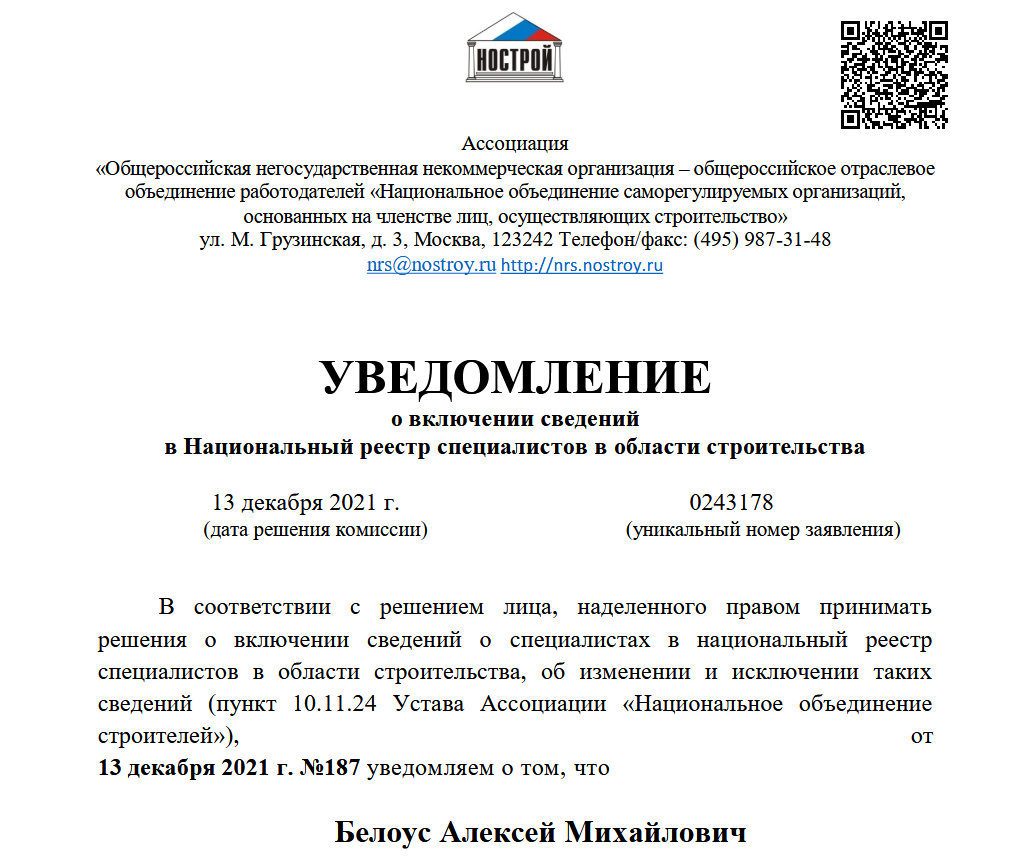 НОСТРОЙ
Ассоциация
«Общероссийская негосударственная некоммерческая организация – общероссийское отраслевое
объединение работодателей «Национальное объединение саморегулируемых организаций,
основанных на членстве лиц, осуществляющих строительство»
ул. М. Грузинская, д. 3, Москва, 123242 Телефон/факс: (495) 987-31-48
nrs@nostroy.ru http://nrs.nostroy.ru
УВЕДОМЛЕНИЕ
о включении сведений
в Национальный реестр специалистов в области строительства
13 декабря 2021 г. 0243178
(дата решения комиссии) (уникальный номер заявления)
В соответствии с решением лица, наделенного правом принимать
решения о включении сведений о специалистах в национальный реестр
специалистов в области строительства, об изменении и исключении таких
сведений (пункт 10.11.24 Устава Ассоциации «Национальное объединение
строителей»), от
13 декабря 2021 г. №187 уведомляем о том, что
Белоус Алексей Михайлович